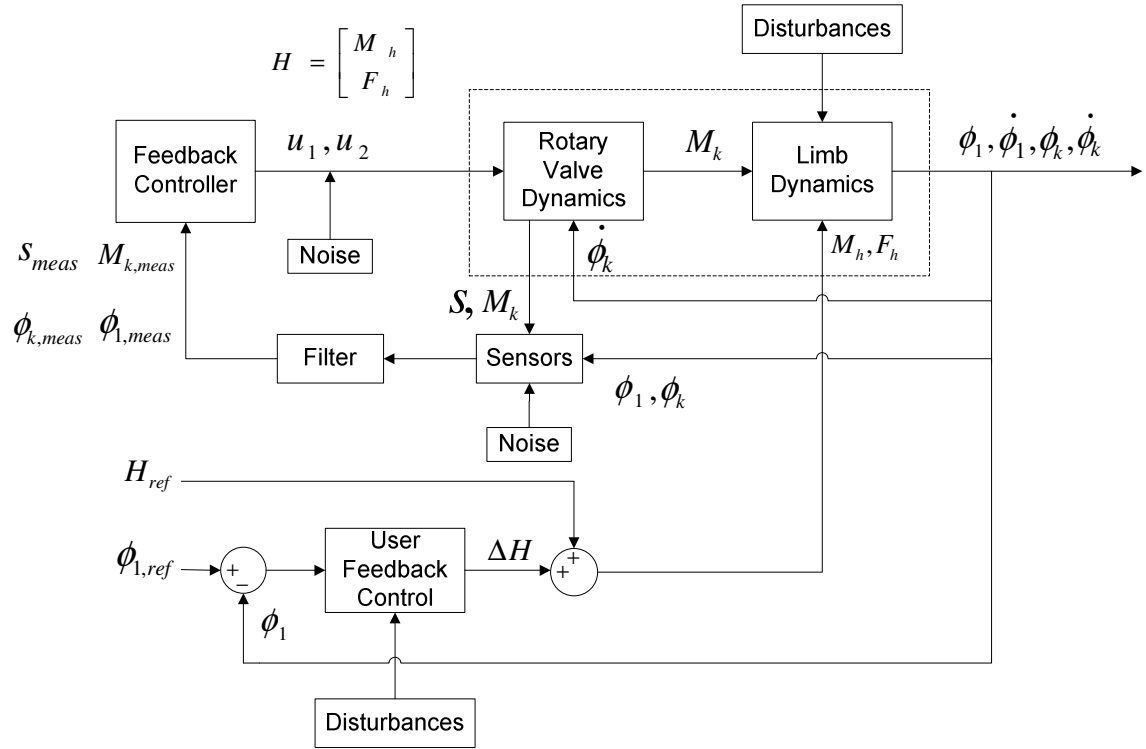 Disturbances
H = [ M_h
F_h ]
Feedback
Controller
u_1, u_2
Rotary
Valve
Dynamics
M_k
Limb
Dynamics
ϕ_1, ϕ̇_1, ϕ_k, ϕ̇_k
Noise
ϕ̇_k
M_h, F_h
s_meas M_k,meas
S, M_k
ϕ_k,meas ϕ_1,meas
Filter
Sensors
ϕ_1, ϕ_k
Noise
H_ref
User
Feedback
Control
ΔH
+
+
ϕ_1,ref
+
−
ϕ_1
Disturbances